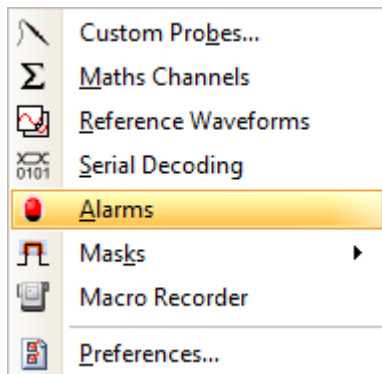 Custom Probes...
Σ Maths Channels
Reference Waveforms
0101 Serial Decoding
Alarms
Masks
Macro Recorder
Preferences...